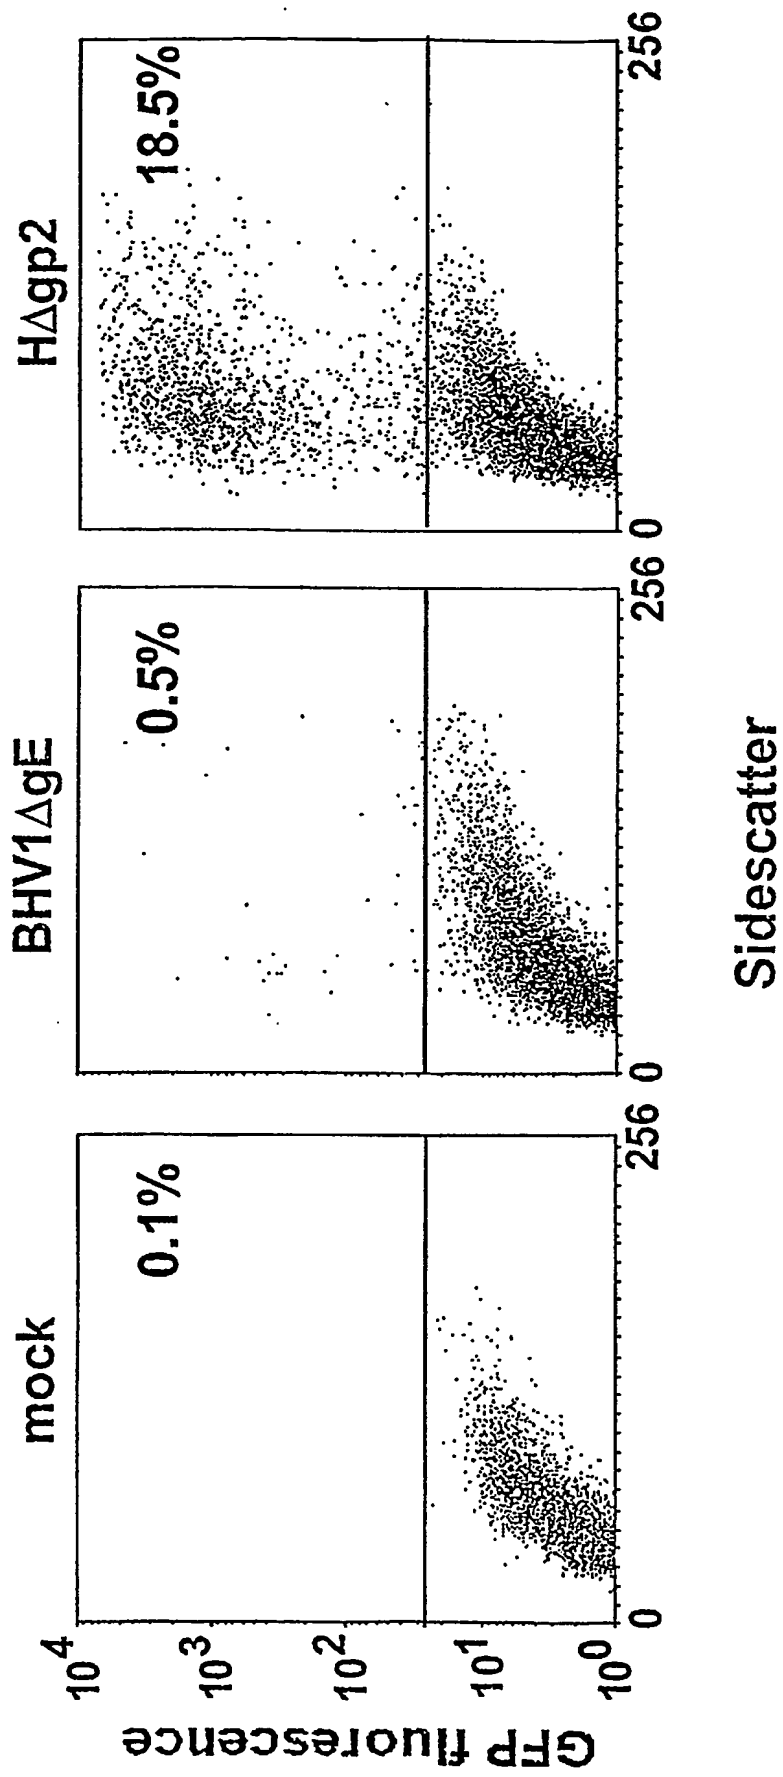 mock
BHV1ΔgE
HΔgp2
GFP fluorescence
10^4
10^3
10^2
10^1
10^0
0.1%
0.5%
18.5%
0 256
0 256
0 256
Sidescatter